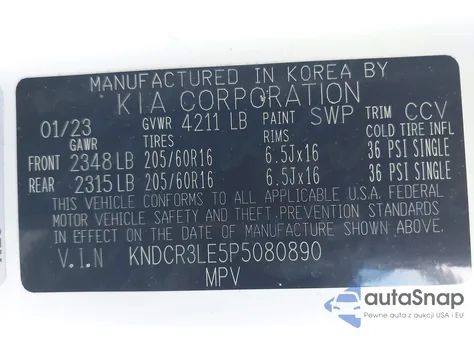 MANUFACTURED IN KOREA BY
KIA CORPORATION
01/23 GVWR 4211 LB PAINT SWP TRIM CCV
GAWR TIRES RIMS COLD TIRE INFL
FRONT 2348 LB 205/60R16 6.5Jx16 36 PSI SINGLE
REAR 2315 LB 205/60R16 6.5Jx16 36 PSI SINGLE
THIS VEHICLE CONFORMS TO ALL APPLICABLE U.S.A. FEDERAL
MOTOR VEHICLE SAFETY AND THEFT PREVENTION STANDARDS
IN EFFECT ON THE DATE OF MANUFACTURE SHOWN ABOVE.
V.I.N KNDCR3LE5P5080890
MPV
autoSnap
Pewne auta z aukcji USA i EU